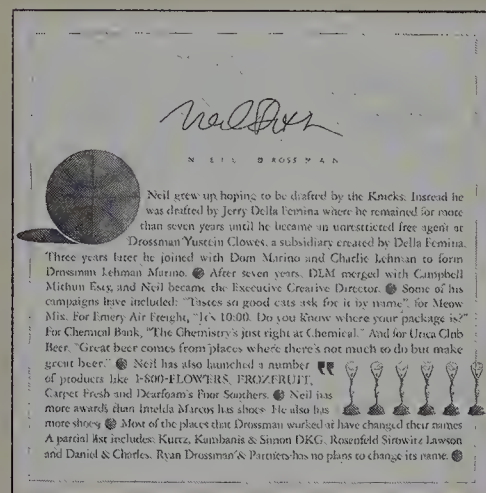 NEIL DROSSMAN
Neil grew up hoping to be drafted by the Knicks. Instead he
was drafted by Jerry Della Femina where he remained for more
than seven years until he became an unrestricted free agent at
Drossman Yustein Clowes, a subsidiary created by Della Femina.
Three years later he joined with Dom Marino and Charlie Lehman to form
Drossman Lehman Marino. After seven years, DLM merged with Campbell
Mithun Esty, and Neil became the Executive Creative Director. Some of his
campaigns have included: "Tastes so good cats ask for it by name", for Meow
Mix. For Emery Air Freight, "It's 10:00. Do you know where your package is?"
For Chemical Bank, "The Chemistry's just right at Chemical." And for Utica Club
Beer, "Great beer comes from places where there's not much to do but make
great beer." Neil has also launched a number
of products like 1-800-FLOWERS, FROZFRUIT,
Carpet Fresh and Dearfoam's Foot Soothers. Neil has
more awards than Imelda Marcos has shoes. He also has
more shoes. Most of the places that Drossman worked at have changed their names
A partial list includes: Kurtz, Kambanis & Simon DKG, Rosenfeld Sirowitz Lawson
and Daniel & Charles. Ryan Drossman & Partners has no plans to change its name.